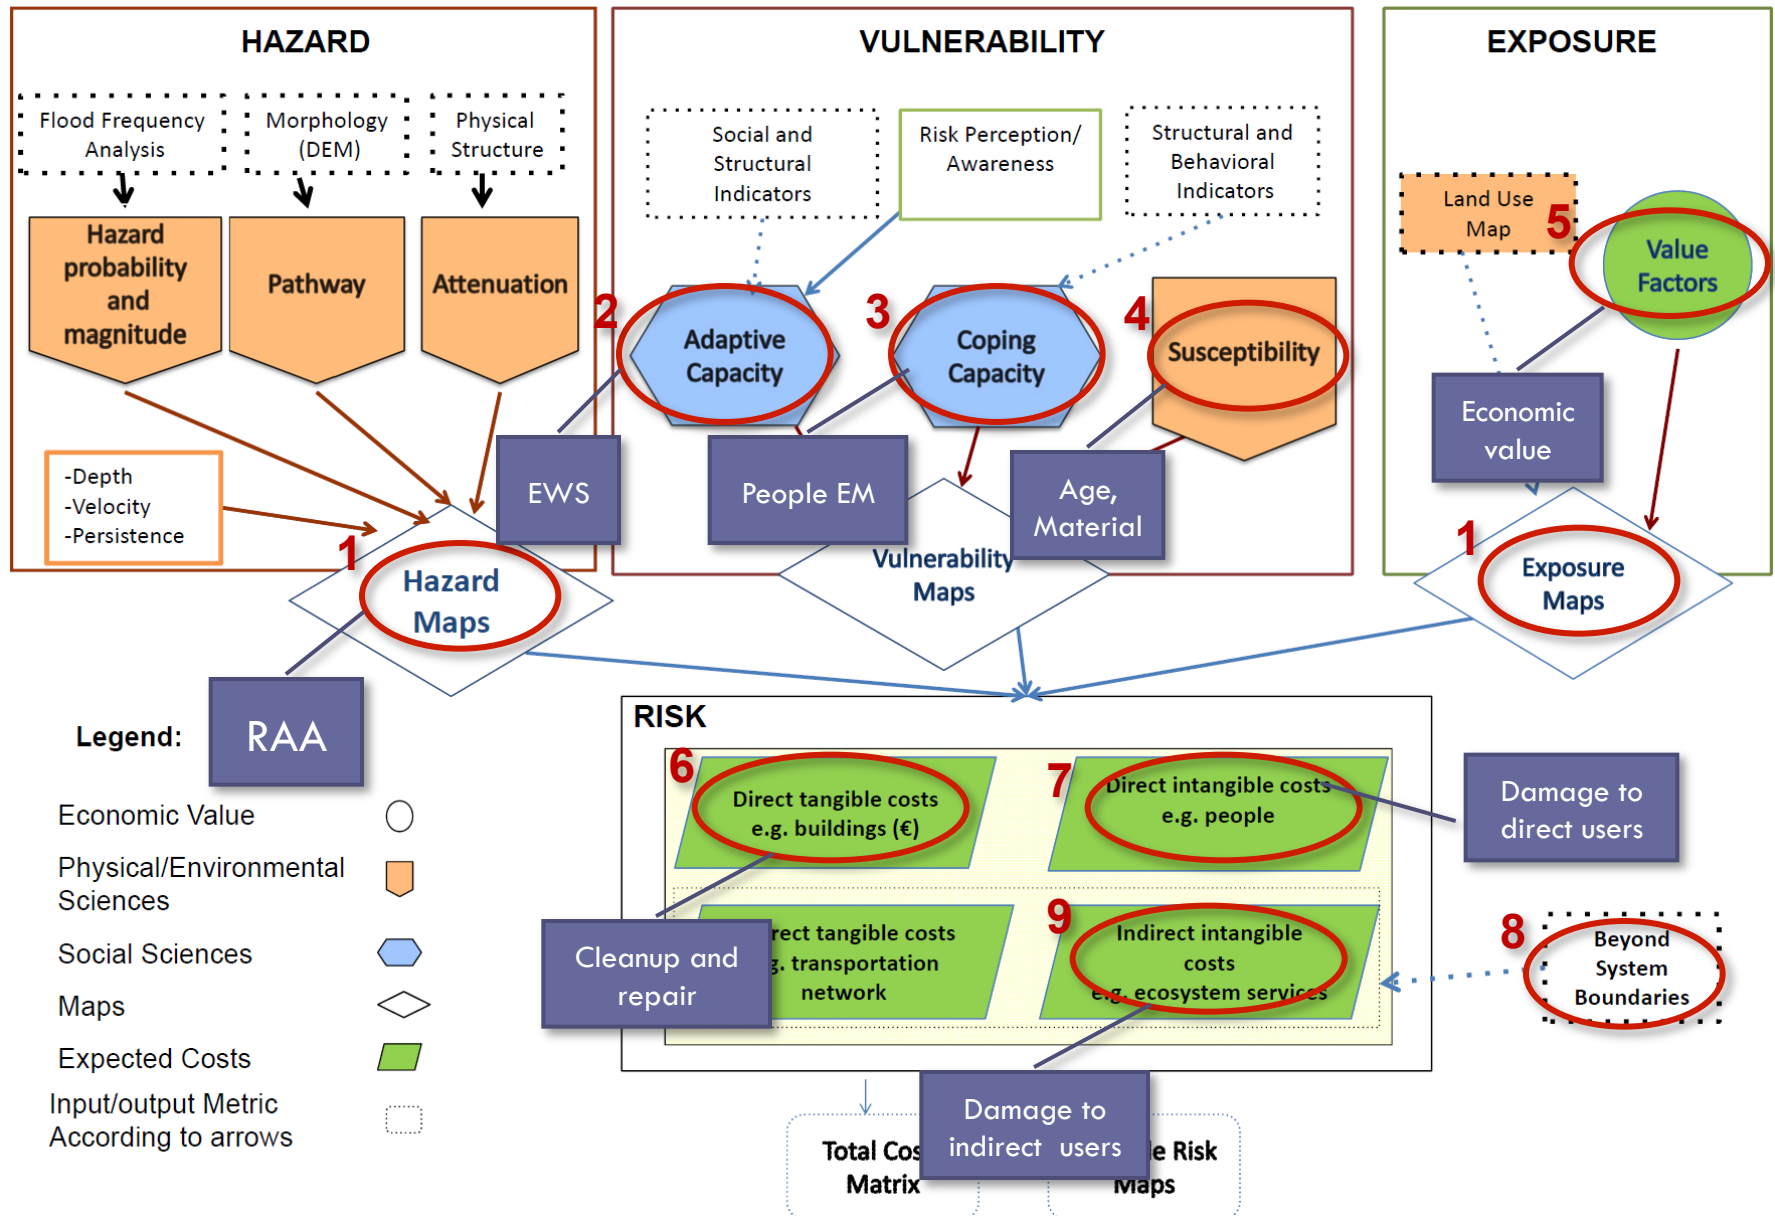 HAZARD
Flood Frequency
Analysis
Morphology
(DEM)
Physical
Structure
Hazard
probability
and
magnitude
Pathway
Attenuation
-Depth
-Velocity
-Persistence
1
Hazard
Maps
RAA
VULNERABILITY
Social and
Structural
Indicators
Risk Perception/
Awareness
Structural and
Behavioral
Indicators
2
Adaptive
Capacity
3
Coping
Capacity
4
Susceptibility
EWS
People EM
Age,
Material
Vulnerability
Maps
EXPOSURE
Land Use
Map
5
Value
Factors
Economic
value
1
Exposure
Maps
RISK
6
Direct tangible costs
e.g. buildings (€)
7
Direct intangible costs
e.g. people
Damage to
direct users
Cleanup and
repair
rect tangible costs
g. transportation
network
9
Indirect intangible
costs
e.g. ecosystem services
8
Beyond
System
Boundaries
Damage to
indirect users
Total Cos
Matrix
le Risk
Maps
Legend:
Economic Value
Physical/Environmental
Sciences
Social Sciences
Maps
Expected Costs
Input/output Metric
According to arrows